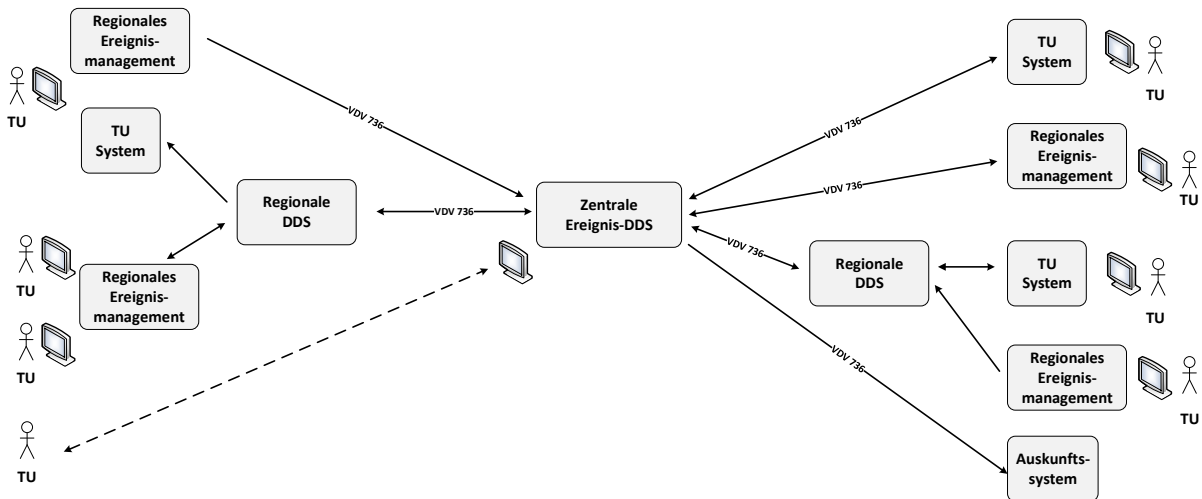 Regionales
Ereignis-
management
TU
VDV 736
TU
System
Regionale
DDS
VDV 736
TU
Regionales
Ereignis-
management
TU
TU
Zentrale
Ereignis-DDS
VDV 736
TU
System
TU
VDV 736
Regionales
Ereignis-
management
TU
VDV 736
Regionale
DDS
TU
System
TU
VDV 736
Regionales
Ereignis-
management
TU
Auskunfts-
system